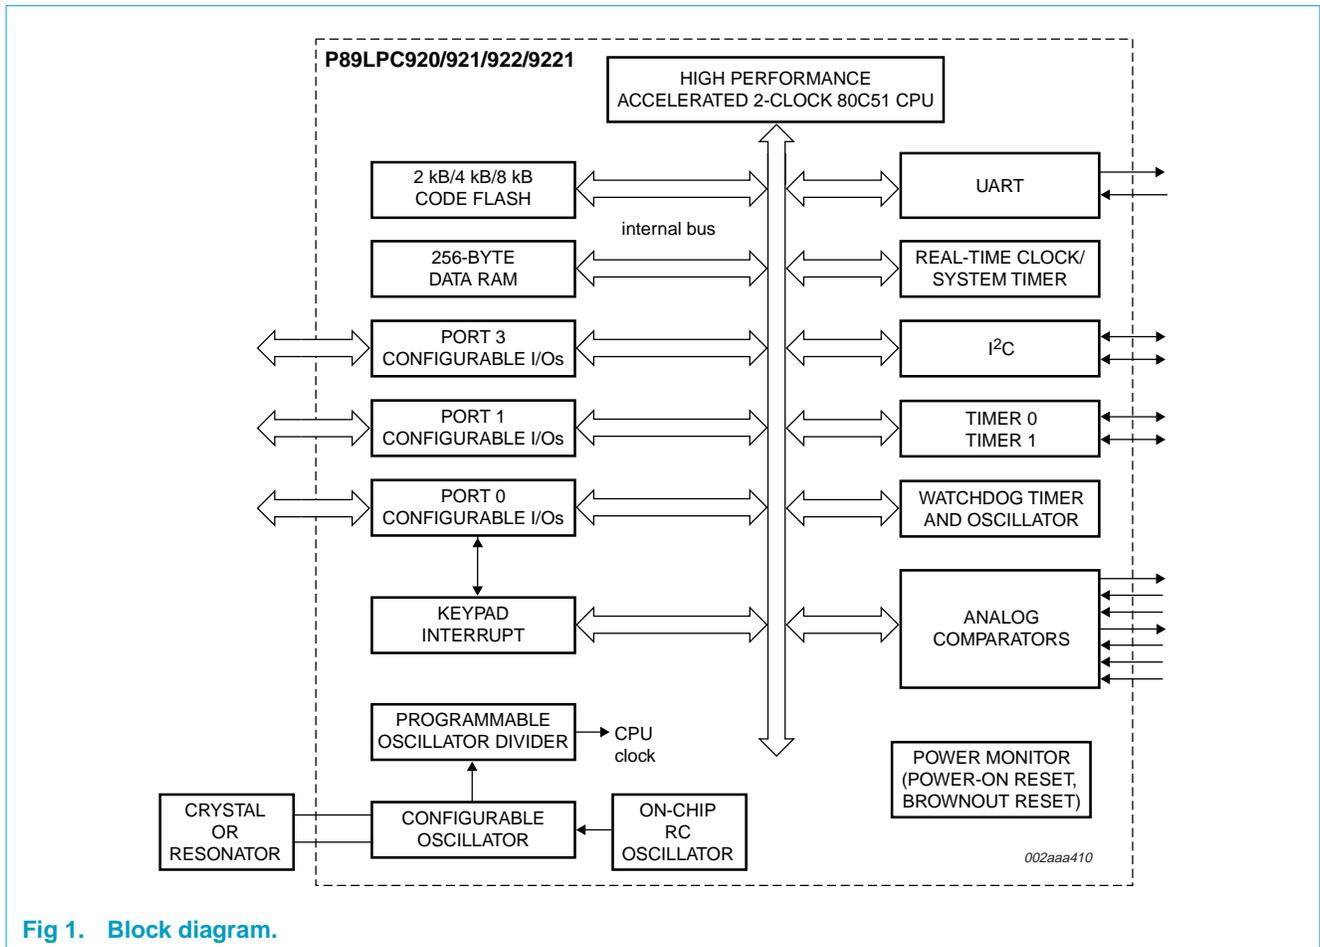 P89LPC920/921/922/9221
HIGH PERFORMANCE
ACCELERATED 2-CLOCK 80C51 CPU
2 kB/4 kB/8 kB
CODE FLASH
internal bus
256-BYTE
DATA RAM
PORT 3
CONFIGURABLE I/Os
PORT 1
CONFIGURABLE I/Os
PORT 0
CONFIGURABLE I/Os
KEYPAD
INTERRUPT
PROGRAMMABLE
OSCILLATOR DIVIDER
CPU
clock
CRYSTAL
OR
RESONATOR
CONFIGURABLE
OSCILLATOR
ON-CHIP
RC
OSCILLATOR
UART
REAL-TIME CLOCK/
SYSTEM TIMER
I²C
TIMER 0
TIMER 1
WATCHDOG TIMER
AND OSCILLATOR
ANALOG
COMPARATORS
POWER MONITOR
(POWER-ON RESET,
BROWNOUT RESET)
002aaa410
Fig 1. Block diagram.